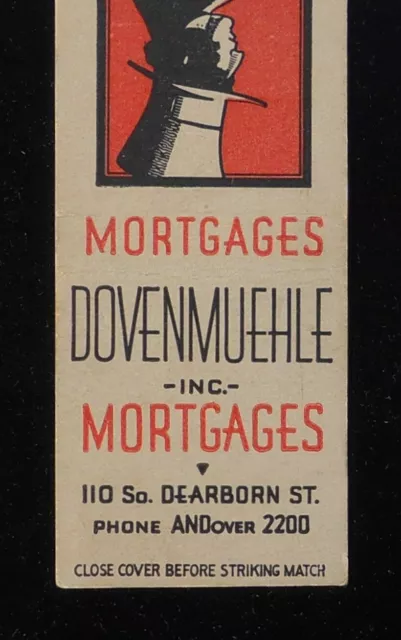 MORTGAGES
DOVENMUEHLE
-INC.-
MORTGAGES
110 So. DEARBORN ST.
PHONE ANDOVER 2200
CLOSE COVER BEFORE STRIKING MATCH